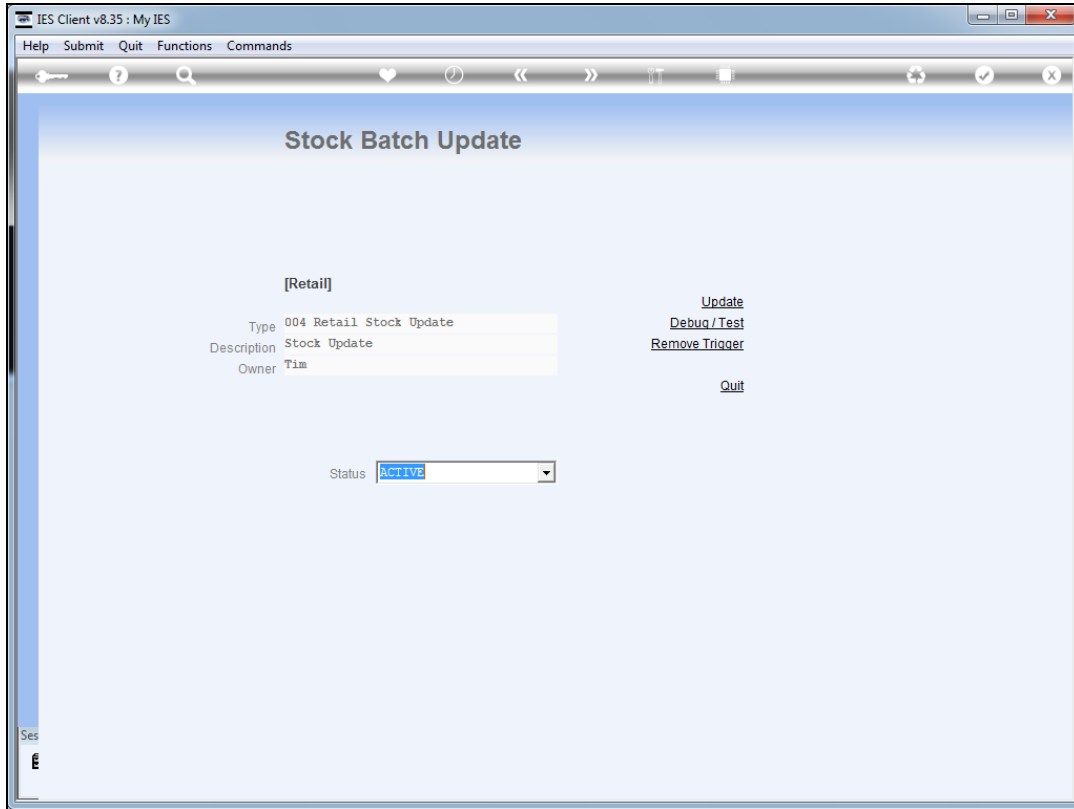 IES Client v8.35 : My IES
Help Submit Quit Functions Commands
Stock Batch Update
[Retail]
Update
Type 004 Retail Stock Update
Debug / Test
Description Stock Update
Remove Trigger
Owner Tim
Quit
Status ACTIVE
Ses